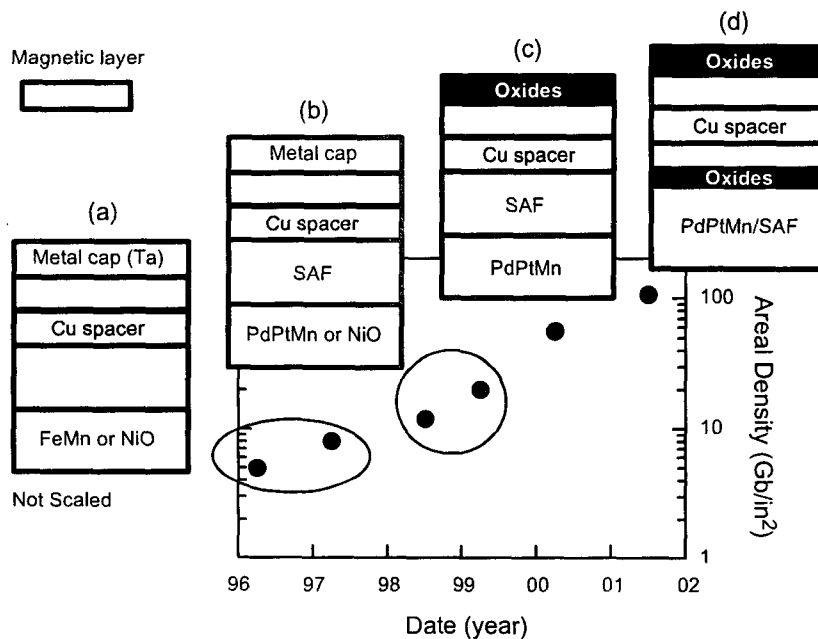 Magnetic layer
(a)
Metal cap (Ta)
Cu spacer
FeMn or NiO
Not Scaled
(b)
Metal cap
Cu spacer
SAF
PdPtMn or NiO
(c)
Oxides
Cu spacer
SAF
PdPtMn
(d)
Oxides
Cu spacer
Oxides
PdPtMn/SAF
100
10
1
Areal Density (Gb/in²)
96 97 98 99 00 01 02
Date (year)